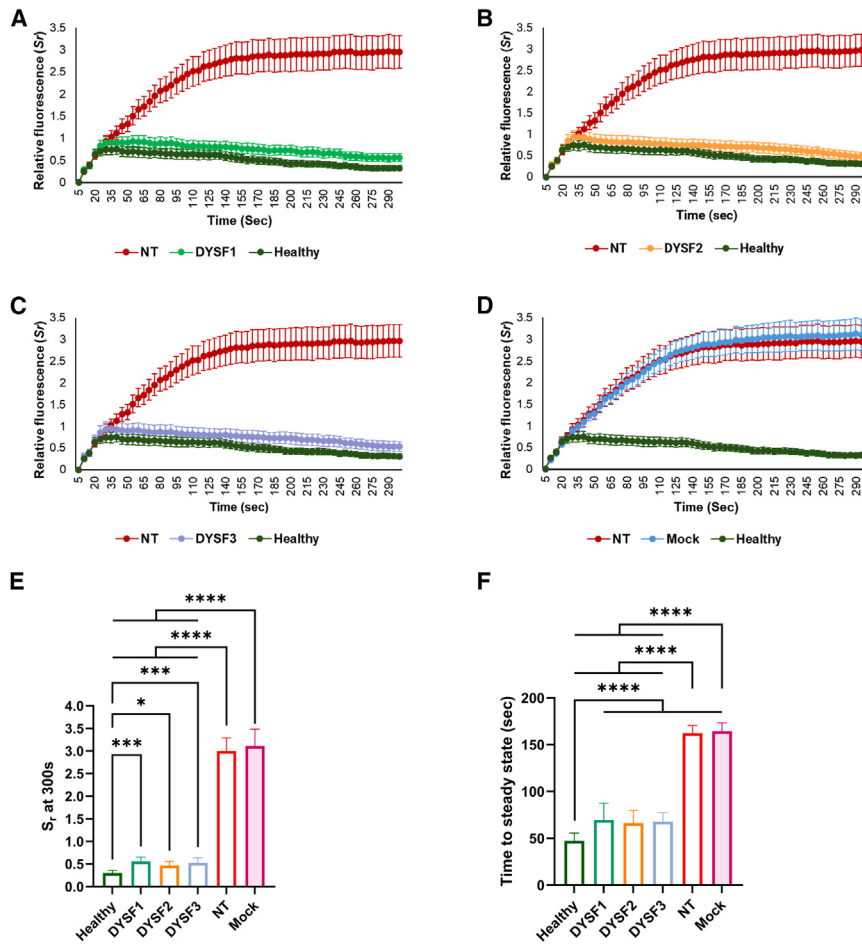 A
Relative fluorescence (Sr)
3.5
3
2.5
2
1.5
1
0.5
0
5 20 35 50 65 80 95 110 125 140 155 170 185 200 215 230 245 260 275 290
Time (Sec)
NT DYSF1 Healthy
B
Relative fluorescence (Sr)
3.5
3
2.5
2
1.5
1
0.5
0
5 20 35 50 65 80 95 110 125 140 155 170 185 200 215 230 245 260 275 290
Time (sec)
NT DYSF2 Healthy
C
Relative fluorescence (Sr)
3.5
3
2.5
2
1.5
1
0.5
0
5 20 35 50 65 80 95 110 125 140 155 170 185 200 215 230 245 260 275 290
Time (Sec)
NT DYSF3 Healthy
D
Relative fluorescence (Sr)
3.5
3
2.5
2
1.5
1
0.5
0
5 20 35 50 65 80 95 110 125 140 155 170 185 200 215 230 245 260 275 290
Time (Sec)
NT Mock Healthy
E
****
****
***
*
***
Sr at 300s
4.0
3.5
3.0
2.5
2.0
1.5
1.0
0.5
0.0
Healthy DYSF1 DYSF2 DYSF3 NT Mock
F
****
****
****
Time to steady state (sec)
200
150
100
50
0
Healthy DYSF1 DYSF2 DYSF3 NT Mock